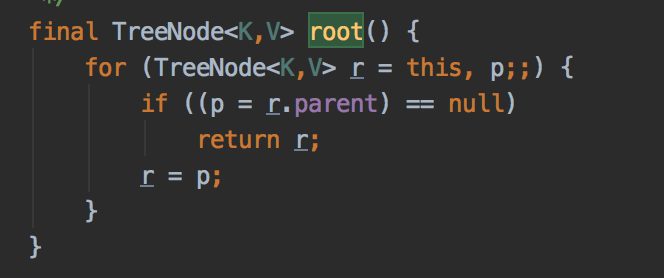 */
final TreeNode<K,V> root() {
    for (TreeNode<K,V> r = this, p;;) {
        if ((p = r.parent) == null)
            return r;
        r = p;
    }
}